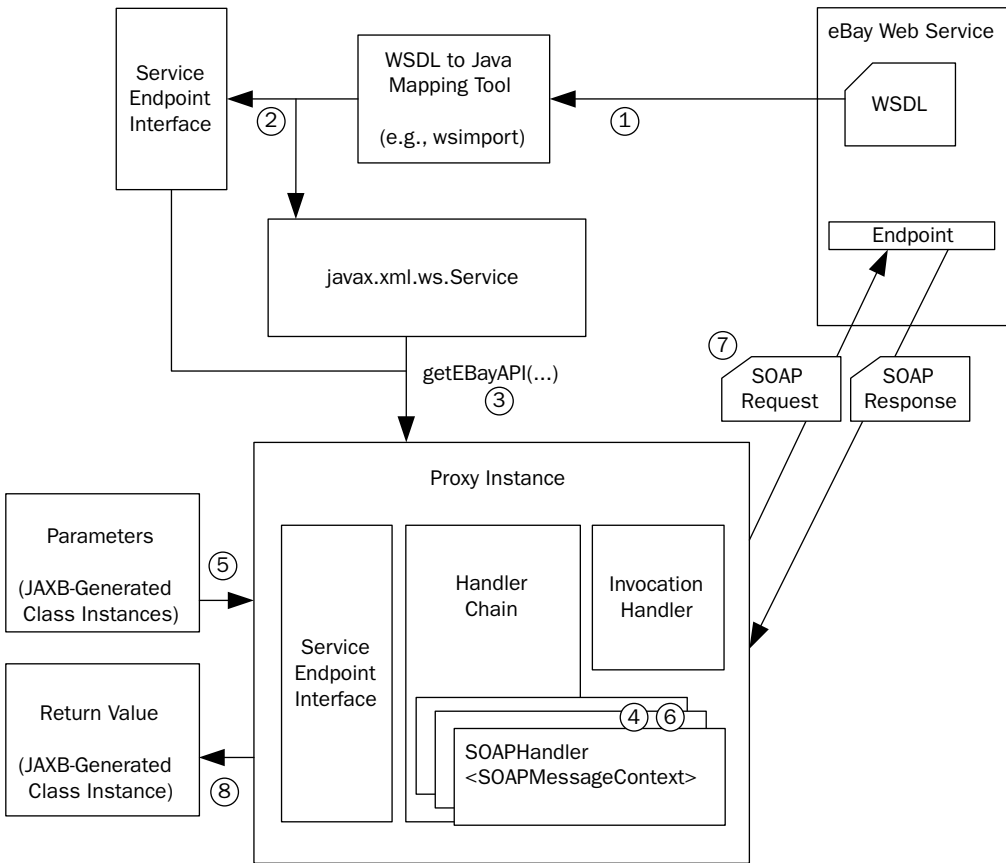 eBay Web Service
WSDL
Endpoint
WSDL to Java
Mapping Tool
(e.g., wsimport)
①
Service
Endpoint
Interface
②
javax.xml.ws.Service
getEBayAPI(...)
③
⑦
SOAP
Request
SOAP
Response
Proxy Instance
Parameters
(JAXB-Generated
Class Instances)
⑤
Service
Endpoint
Interface
Handler
Chain
Invocation
Handler
④ ⑥
SOAPHandler
<SOAPMessageContext>
Return Value
(JAXB-Generated
Class Instance)
⑧